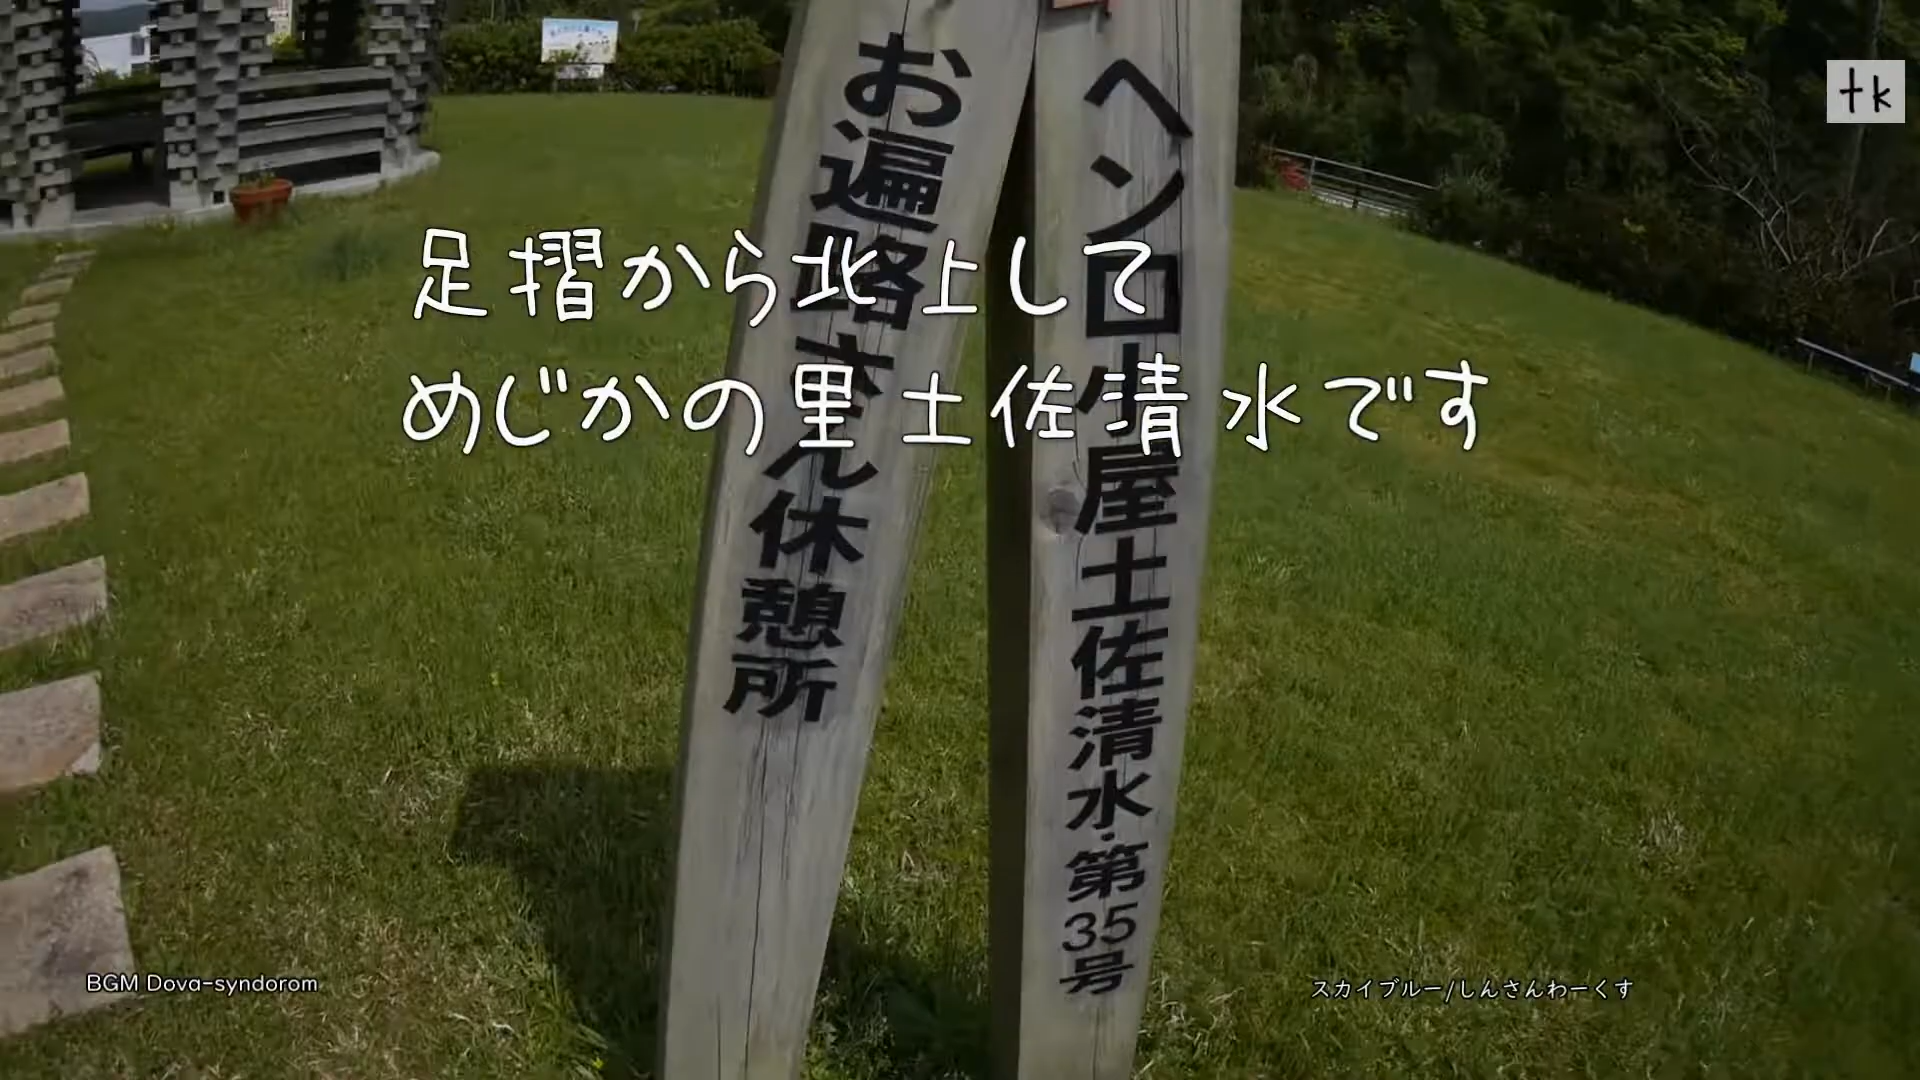 足摺から北上して
めじかの里土佐清水です
お遍路さん休憩所
ヘンロ小屋土佐清水・第35号
tk
BGM Dova-syndorom
スカイブルー/しんさんわーくす